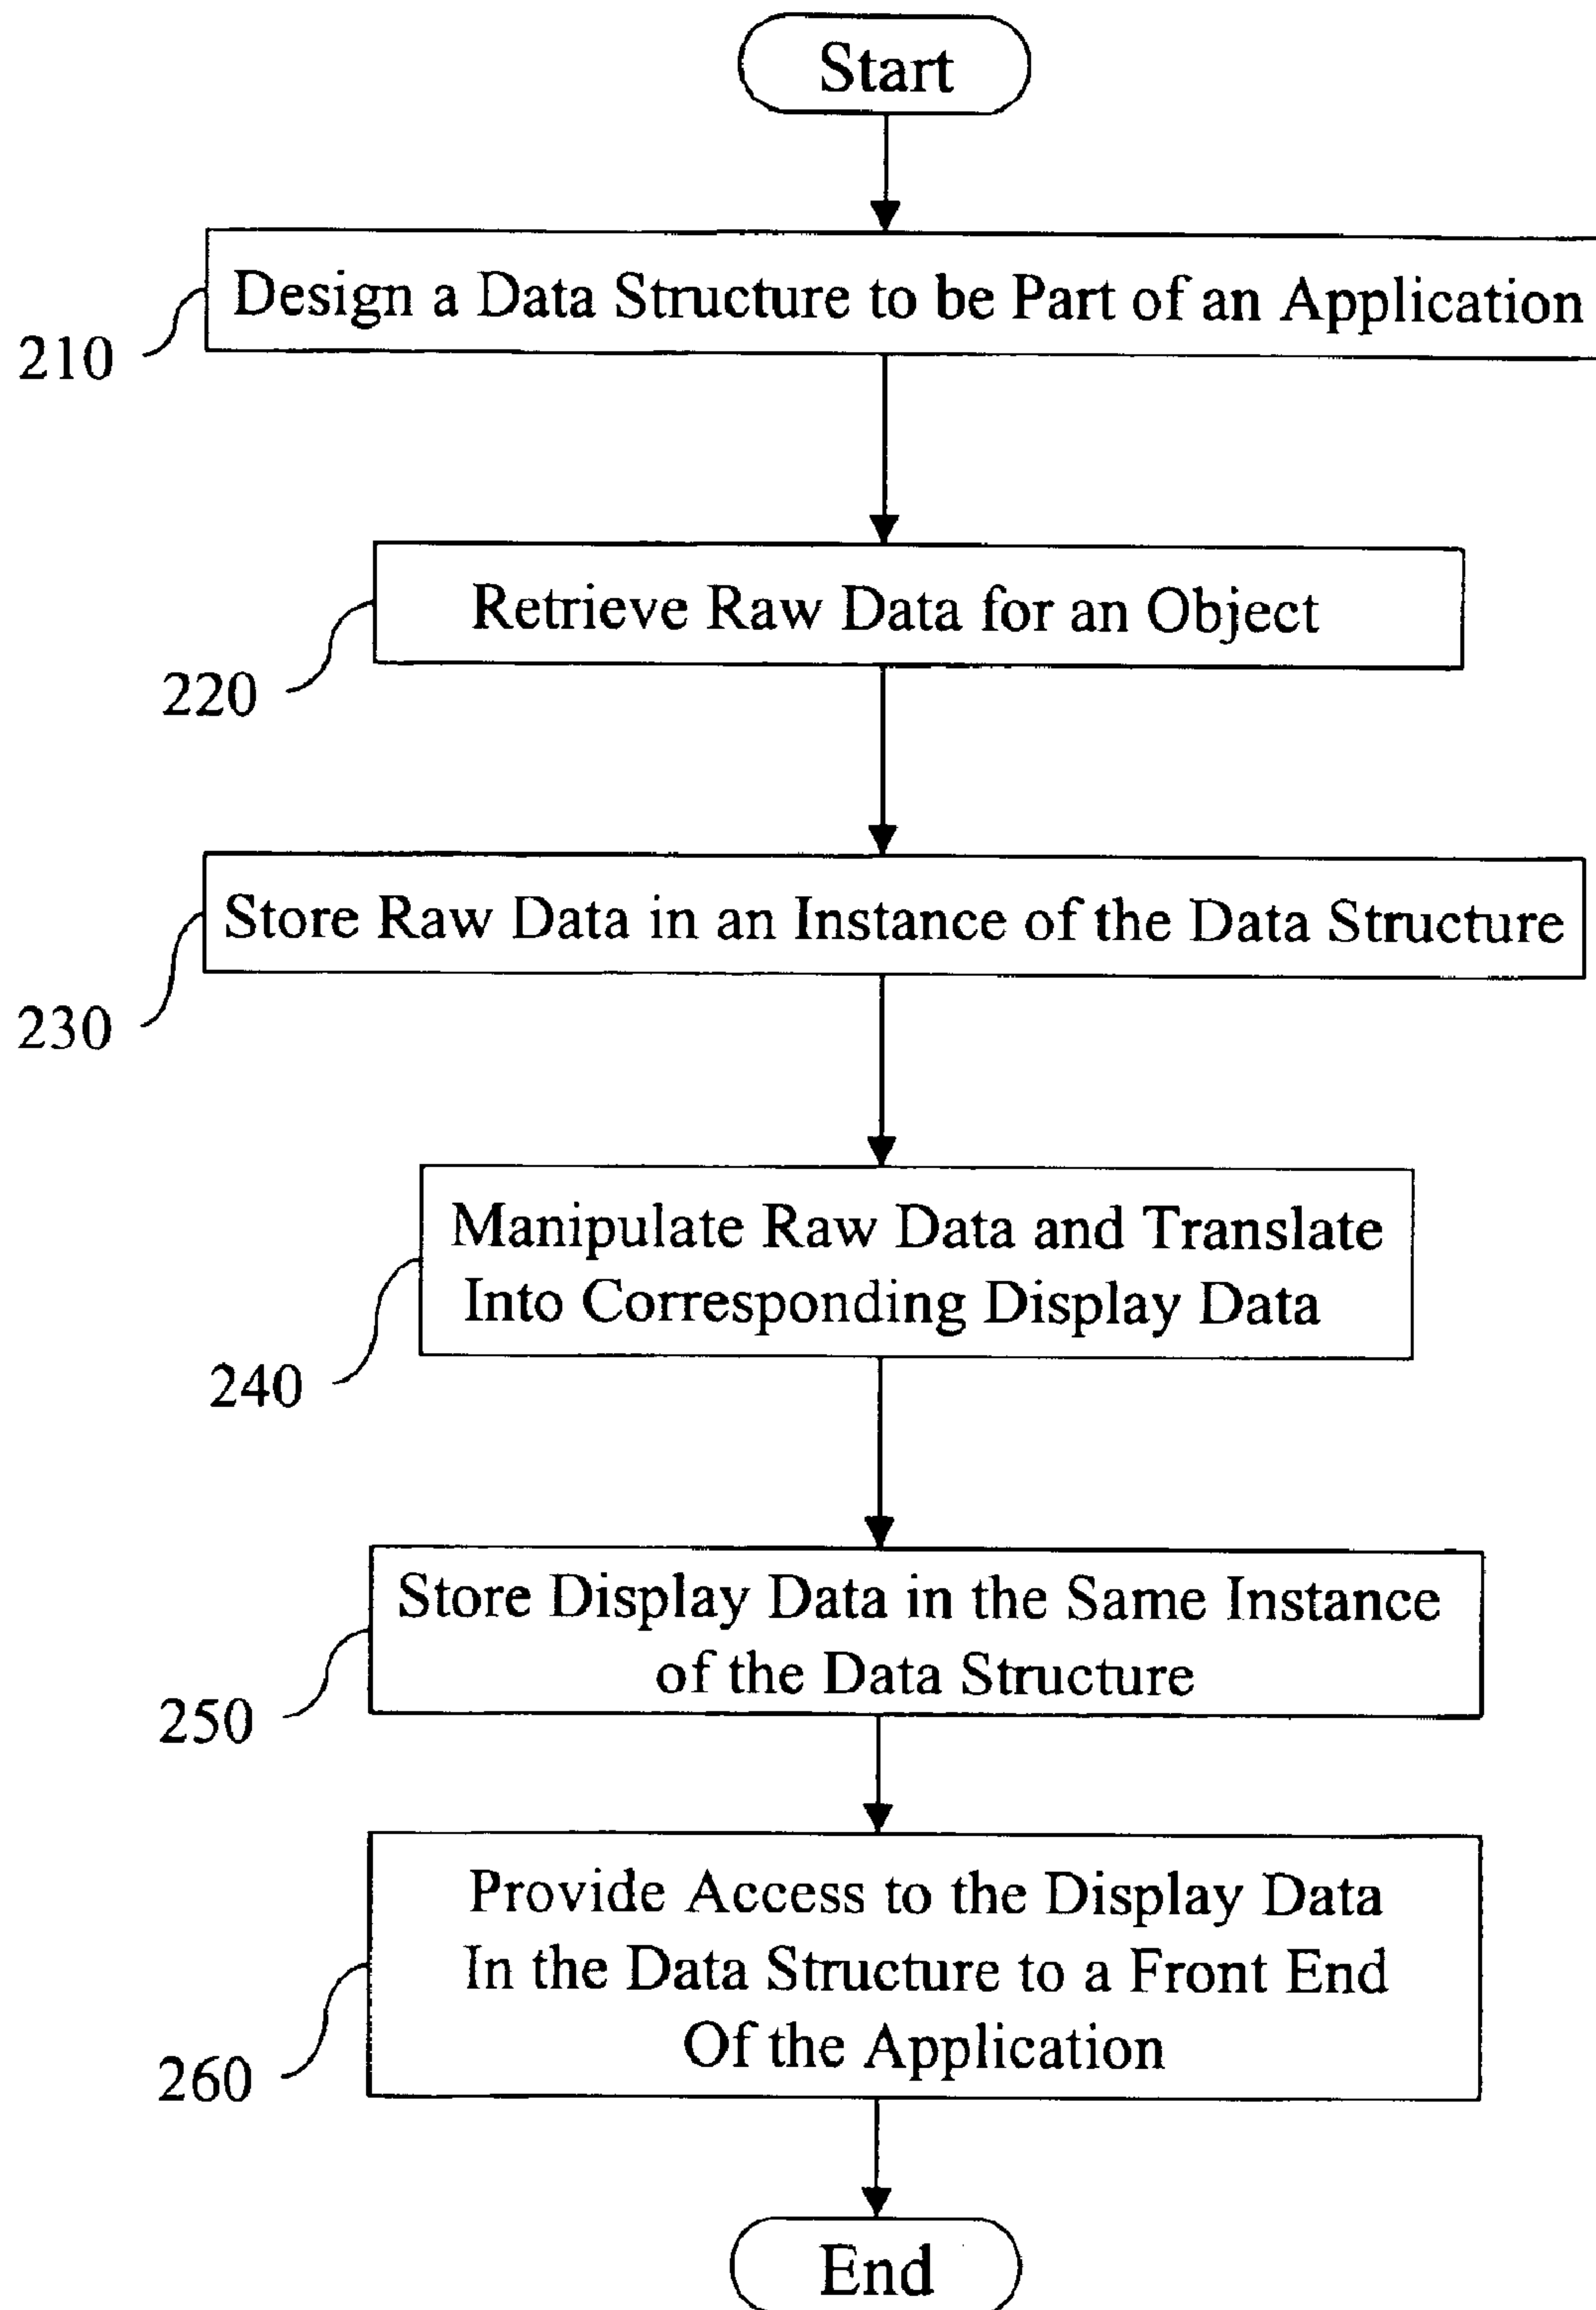 Start
Design a Data Structure to be Part of an Application
210
Retrieve Raw Data for an Object
220
Store Raw Data in an Instance of the Data Structure
230
Manipulate Raw Data and Translate
Into Corresponding Display Data
240
Store Display Data in the Same Instance
of the Data Structure
250
Provide Access to the Display Data
In the Data Structure to a Front End
Of the Application
260
End